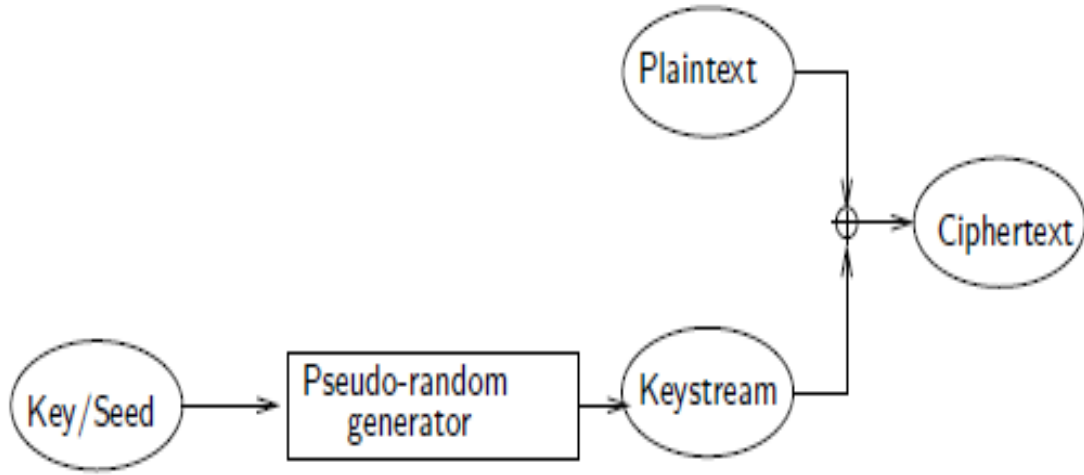 Plaintext
Ciphertext
Key/Seed
Pseudo-random
generator
Keystream